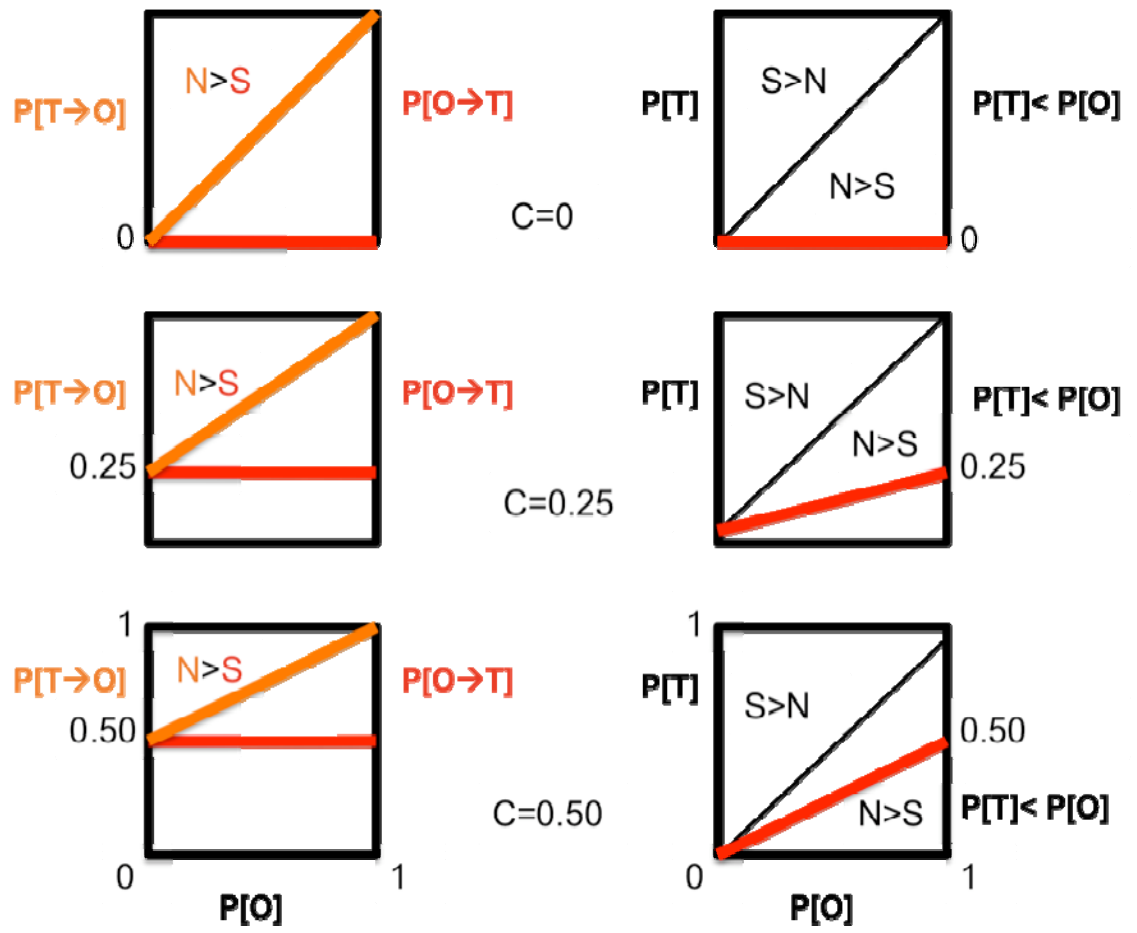 N>S
S>N
P[T→O]
P[O→T]
P[T]
P[T]< P[O]
N>S
C=0
0
0
N>S
S>N
P[T→O]
P[O→T]
P[T]
P[T]< P[O]
N>S
0.25
0.25
C=0.25
1
1
N>S
P[T→O]
P[O→T]
P[T]
S>N
0.50
0.50
C=0.50
N>S
P[T]< P[O]
0
1
0
1
P[O]
P[O]